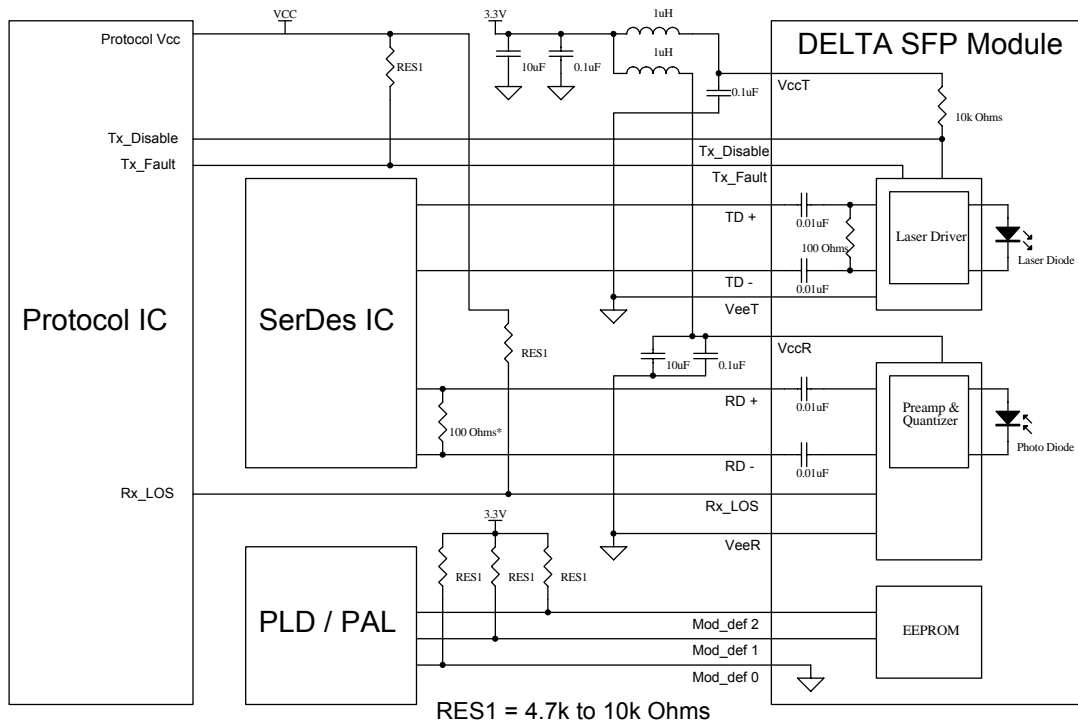 VCC
3.3V
1uH
Protocol Vcc
RES1
10uF
0.1uF
1uH
DELTA SFP Module
0.1uF
VccT
10k Ohms
Tx_Disable
Tx_Disable
Tx_Fault
Tx_Fault
TD +
0.01uF
100 Ohms
Laser Driver
Laser Diode
TD -
0.01uF
VeeT
Protocol IC
SerDes IC
RES1
10uF
0.1uF
VccR
RD +
0.01uF
Preamp &
Quantizer
100 Ohms*
Photo Diode
RD -
0.01uF
Rx_LOS
Rx_LOS
3.3V
VeeR
RES1
RES1
RES1
PLD / PAL
Mod_def 2
EEPROM
Mod_def 1
Mod_def 0
RES1 = 4.7k to 10k Ohms